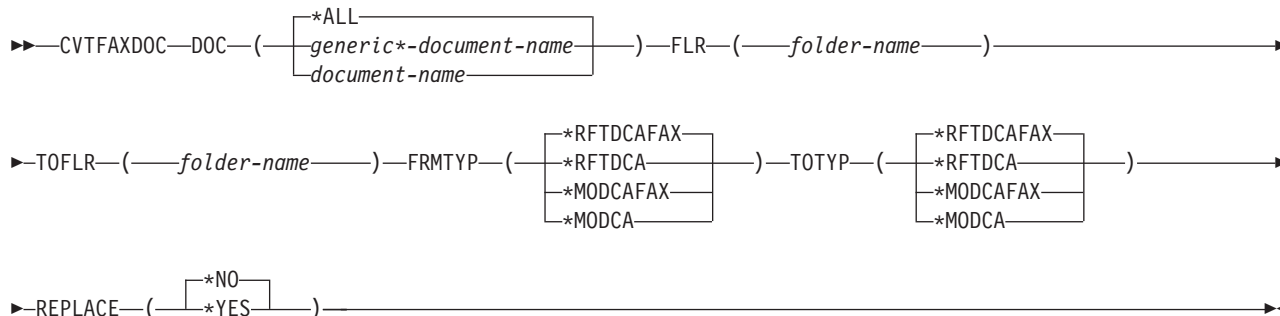 *ALL
CVTFAXDOC DOC ( generic*-document-name ) FLR ( folder-name )
document-name
*RFTDCAFAX *RFTDCAFAX
TOFLR ( folder-name ) FRMTYP ( *RFTDCA ) TOTYP ( *RFTDCA )
*MODCAFAX *MODCAFAX
*MODCA *MODCA
*NO
REPLACE ( *YES )